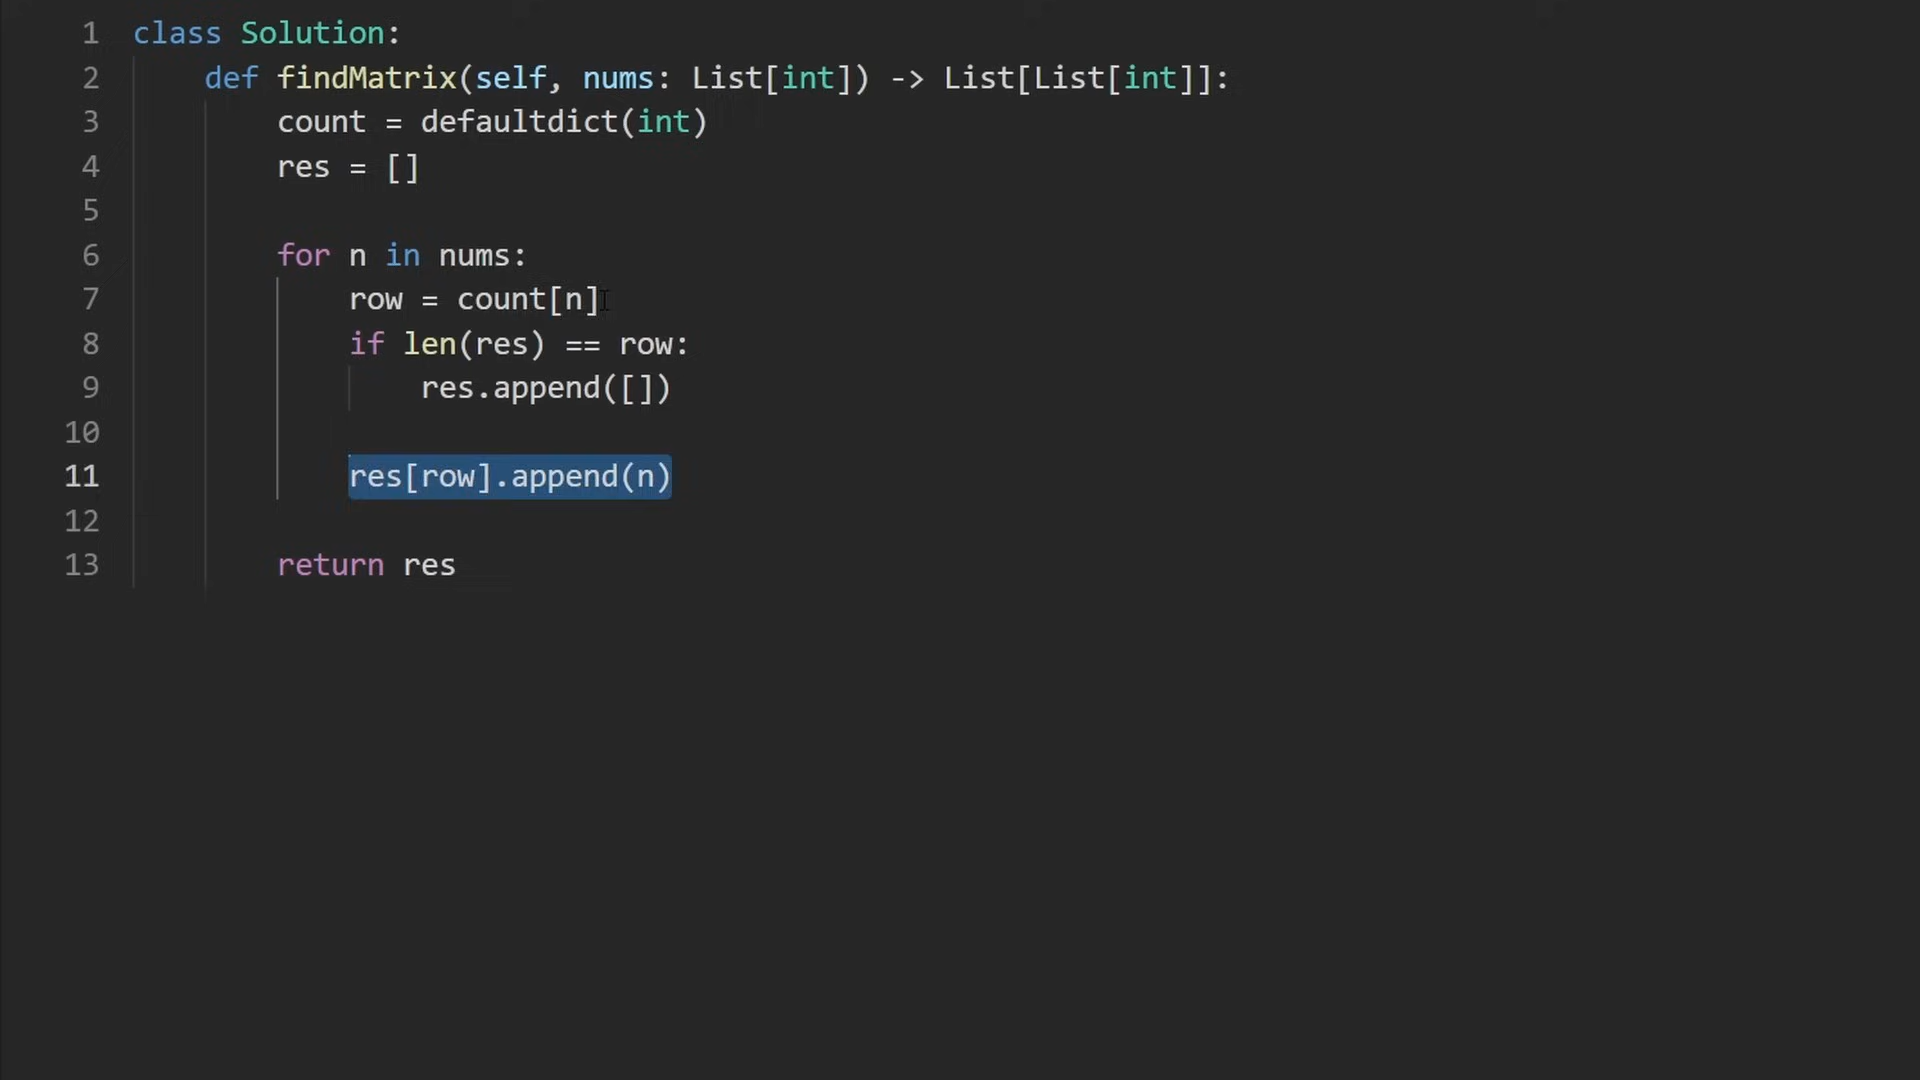 1 class Solution:
2     def findMatrix(self, nums: List[int]) -> List[List[int]]:
3         count = defaultdict(int)
4         res = []
5
6         for n in nums:
7             row = count[n]
8             if len(res) == row:
9                 res.append([])
10
11             res[row].append(n)
12
13         return res